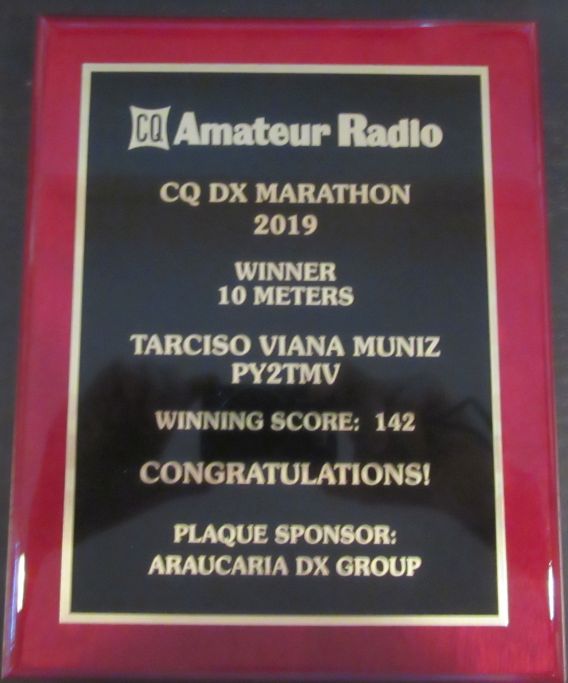 CQ Amateur Radio
CQ DX MARATHON
2019
WINNER
10 METERS
TARCISO VIANA MUNIZ
PY2TMV
WINNING SCORE: 142
CONGRATULATIONS!
PLAQUE SPONSOR:
ARAUCARIA DX GROUP